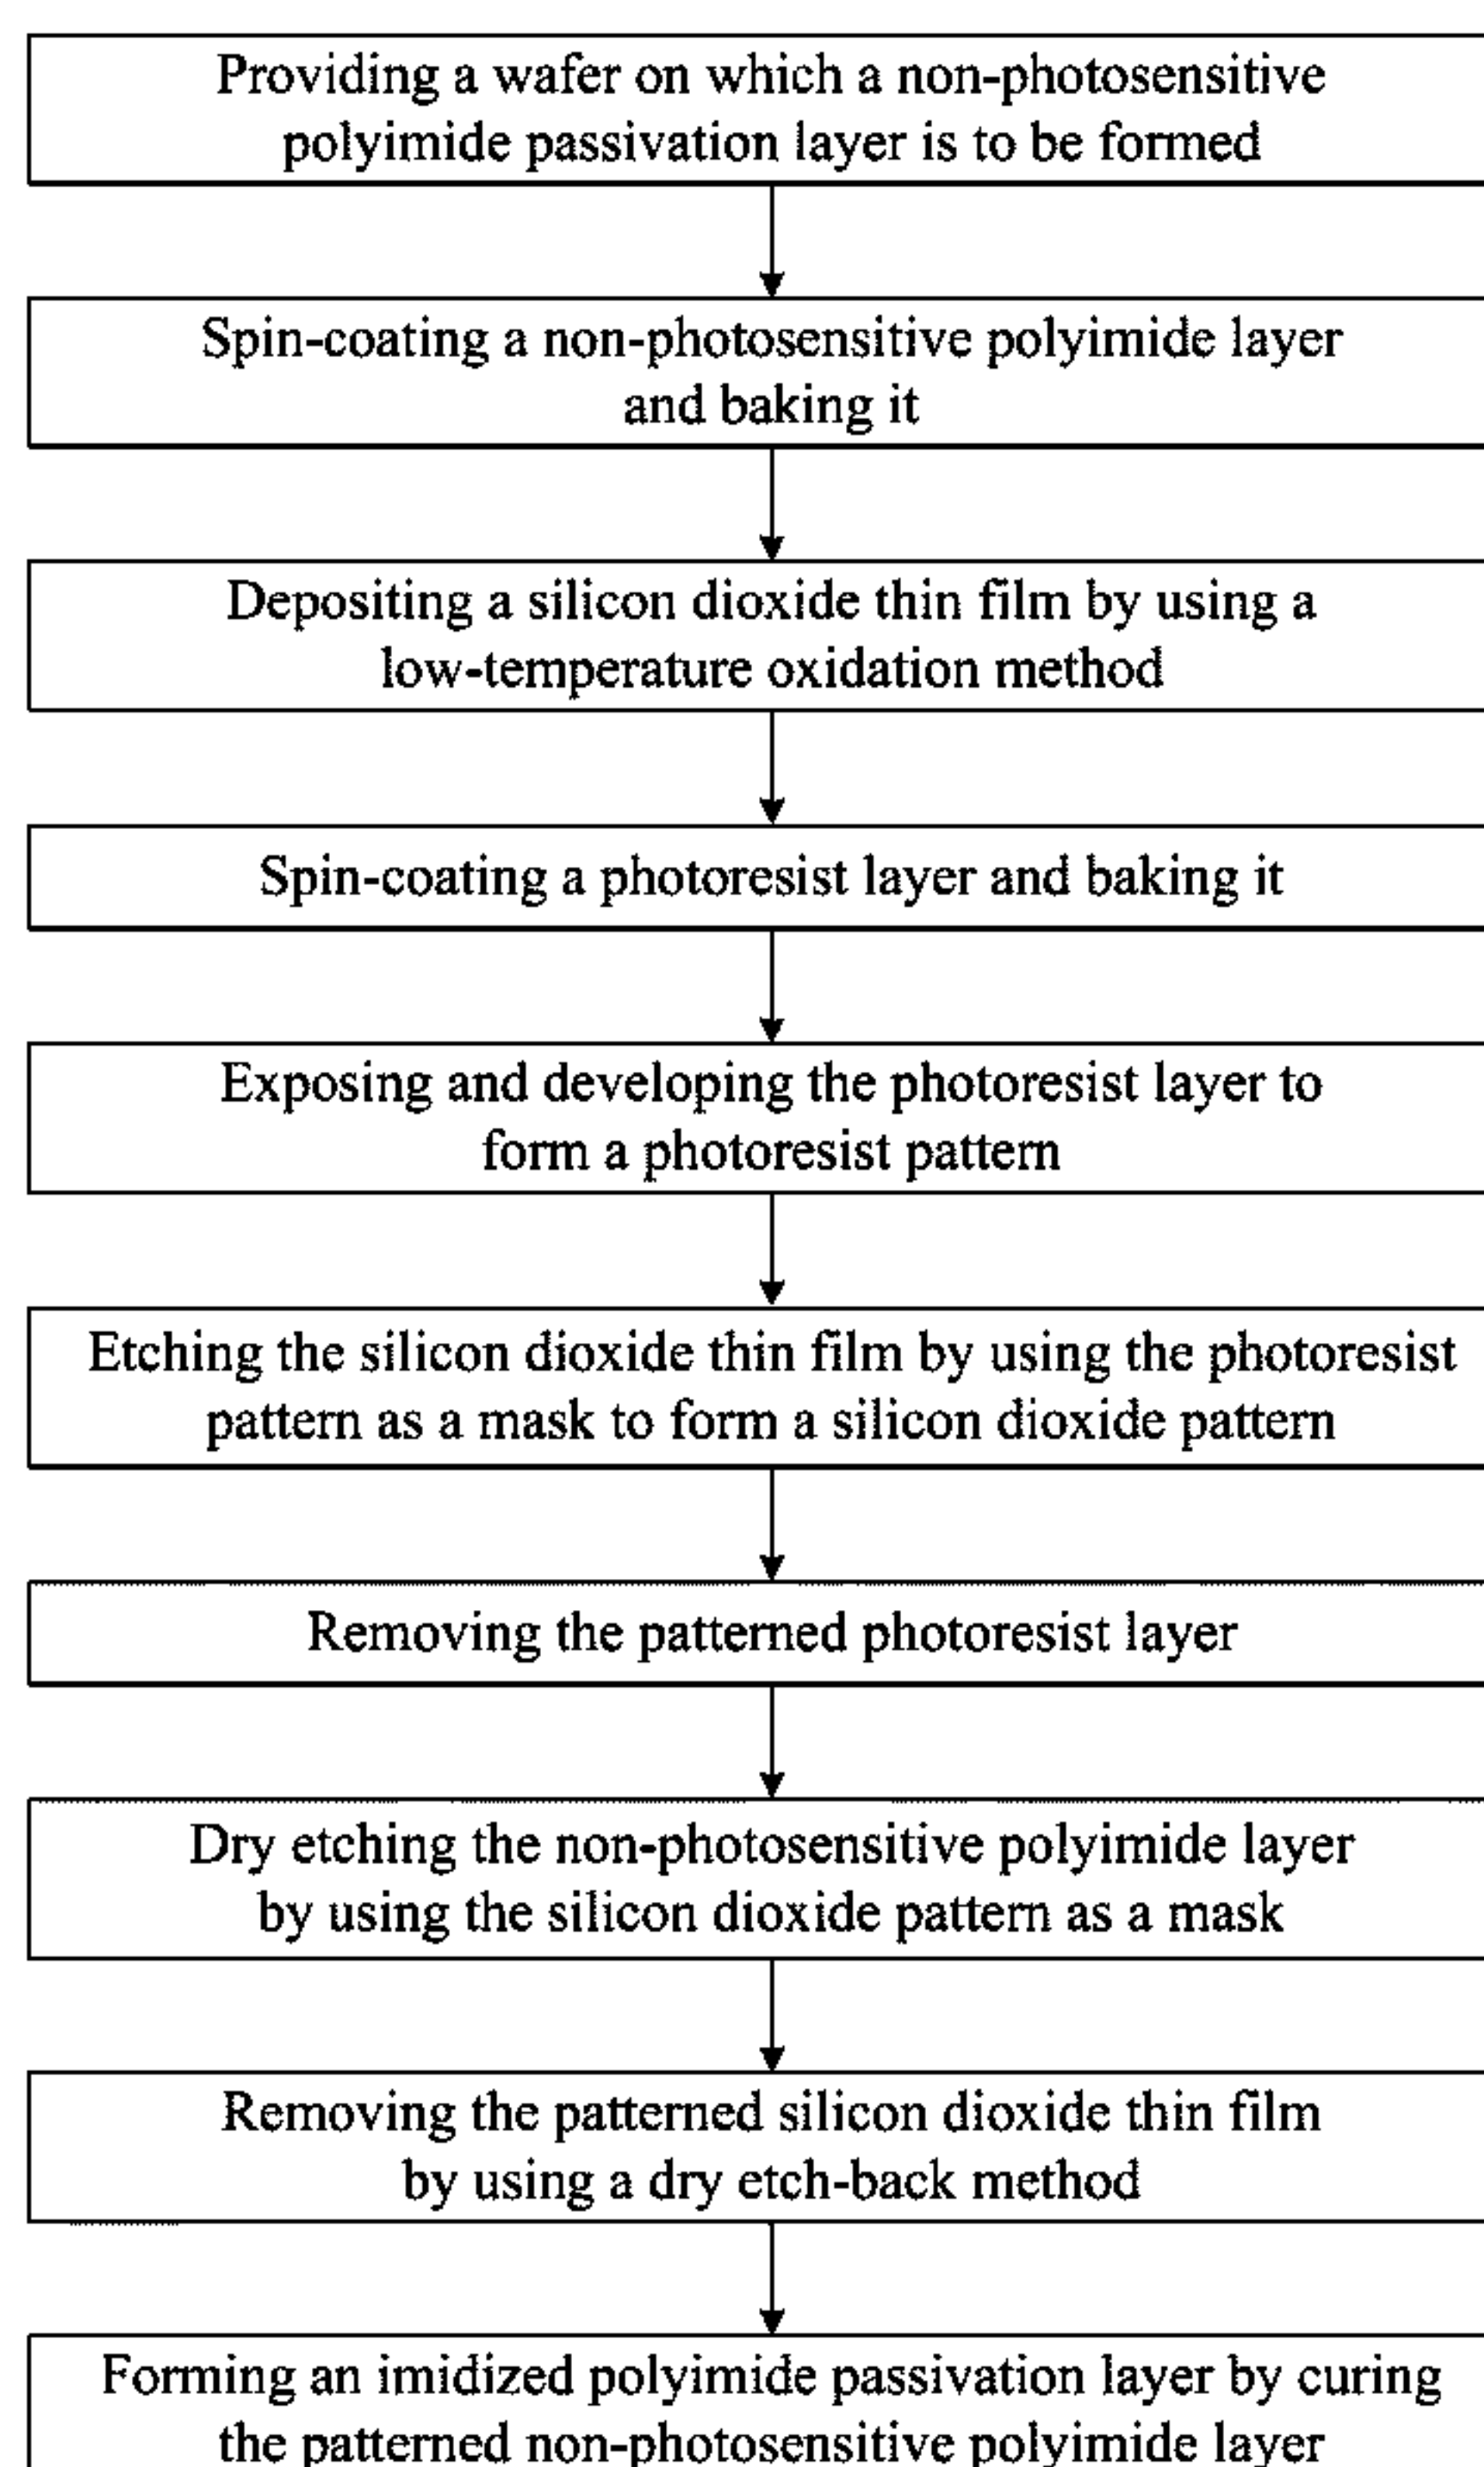 Providing a wafer on which a non-photosensitive
polyimide passivation layer is to be formed
Spin-coating a non-photosensitive polyimide layer
and baking it
Depositing a silicon dioxide thin film by using a
low-temperature oxidation method
Spin-coating a photoresist layer and baking it
Exposing and developing the photoresist layer to
form a photoresist pattern
Etching the silicon dioxide thin film by using the photoresist
pattern as a mask to form a silicon dioxide pattern
Removing the patterned photoresist layer
Dry etching the non-photosensitive polyimide layer
by using the silicon dioxide pattern as a mask
Removing the patterned silicon dioxide thin film
by using a dry etch-back method
Forming an imidized polyimide passivation layer by curing
the patterned non-photosensitive polyimide layer